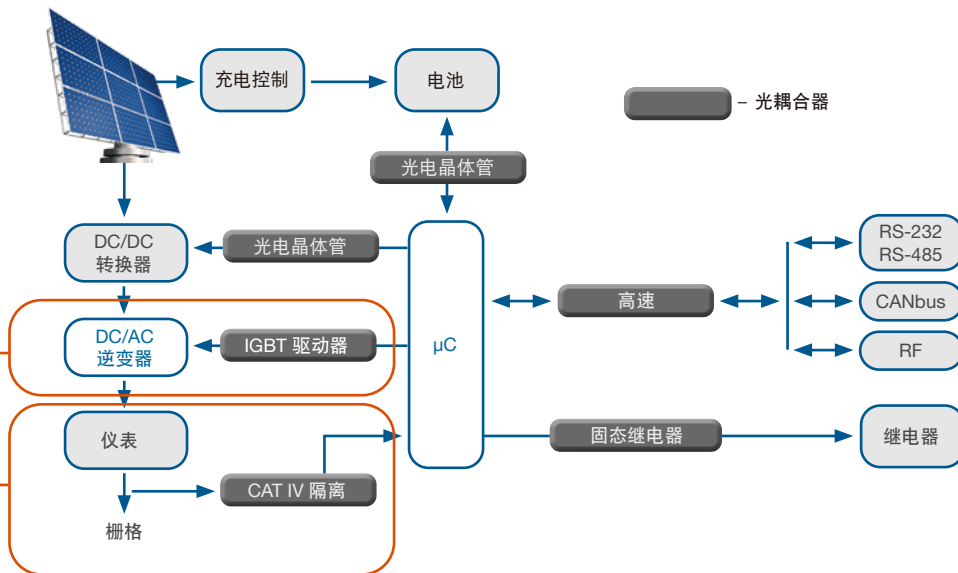 充电控制
电池
– 光耦合器
光电晶体管
DC/DC
转换器
光电晶体管
RS-232
RS-485
高速
CANbus
DC/AC
逆变器
IGBT 驱动器
µC
RF
仪表
固态继电器
继电器
CAT IV 隔离
栅格